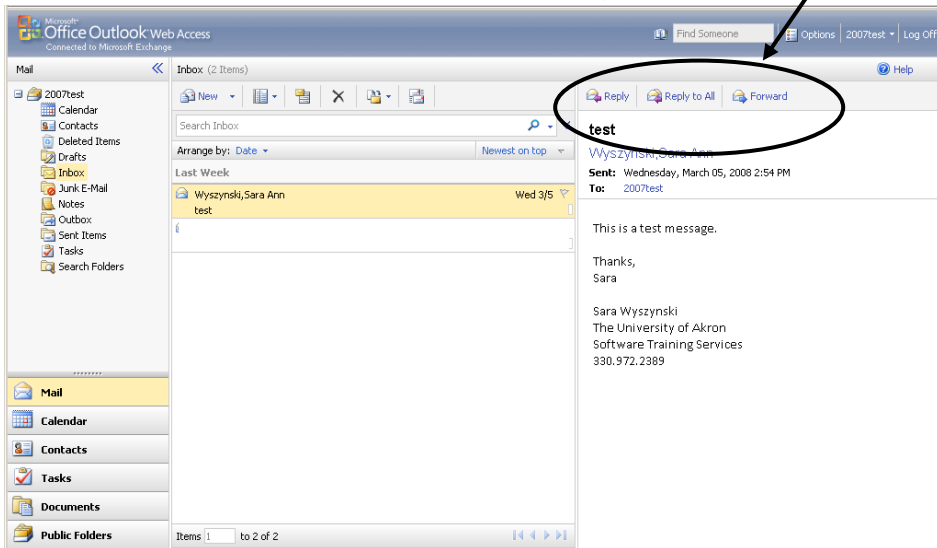 Microsoft®
Office Outlook Web Access
Connected to Microsoft Exchange
Find Someone
Options
2007test
Log Off
Mail
Inbox (2 Items)
Help
2007test
Calendar
Contacts
Deleted Items
Drafts
Inbox
Junk E-Mail
Notes
Outbox
Sent Items
Tasks
Search Folders
Mail
Calendar
Contacts
Tasks
Documents
Public Folders
New
Search Inbox
Arrange by: Date
Newest on top
Last Week
Wyszynski,Sara Ann
Wed 3/5
test
Items 1 to 2 of 2
Reply
Reply to All
Forward
test
Wyszynski,Sara Ann
Sent: Wednesday, March 05, 2008 2:54 PM
To: 2007test
This is a test message.
Thanks,
Sara
Sara Wyszynski
The University of Akron
Software Training Services
330.972.2389